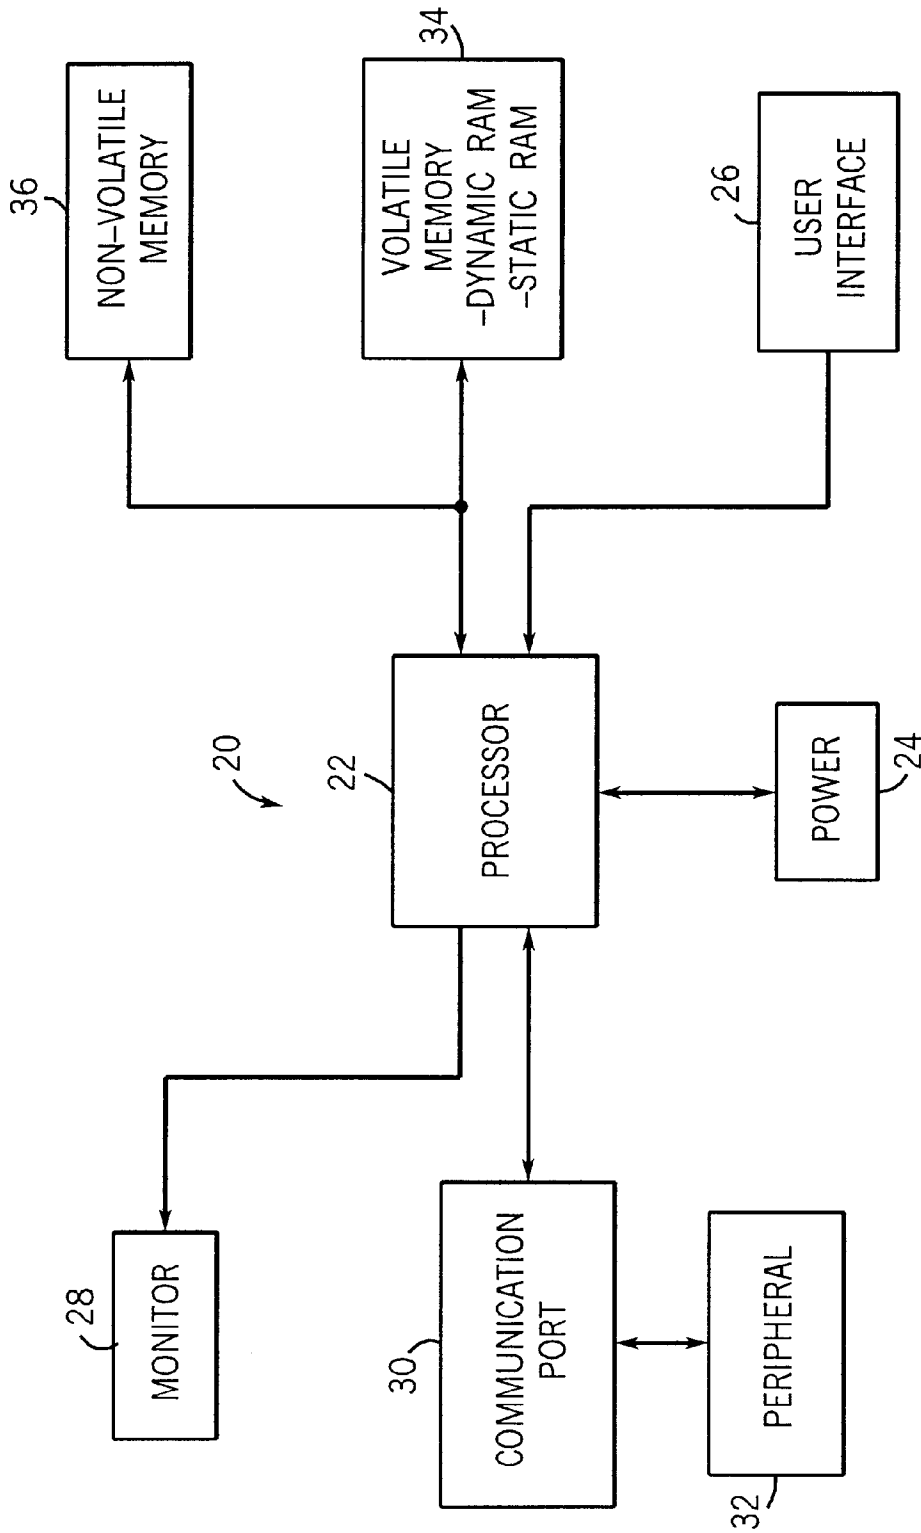 28
MONITOR
20
36
NON-VOLATILE
MEMORY
30
COMMUNICATION
PORT
22
PROCESSOR
34
VOLATILE
MEMORY
-DYNAMIC RAM
-STATIC RAM
32
PERIPHERAL
POWER
24
26
USER
INTERFACE